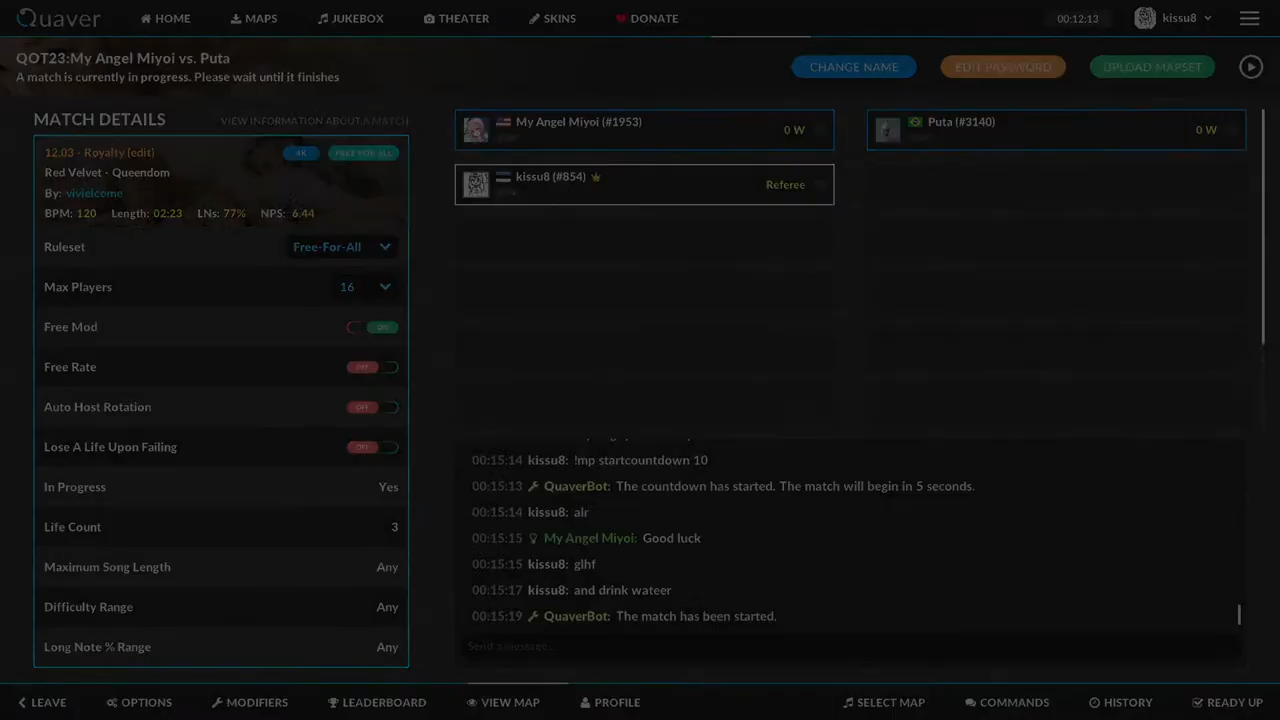 Quaver
HOME
MAPS
JUKEBOX
THEATER
SKINS
DONATE
00:12:13
kissu8
QOT23:My Angel Miyoi vs. Puta
A match is currently in progress. Please wait until it finishes
CHANGE NAME
EDIT PASSWORD
UPLOAD MAPSET
MATCH DETAILS
VIEW INFORMATION ABOUT A MATCH
12.03 - Royalty (edit)
4K
FREE FOR ALL
Red Velvet - Queendom
By: vivielcome
BPM: 120 Length: 02:23 LNs: 77% NPS: 6.44
Ruleset Free-For-All
Max Players 16
Free Mod ON
Free Rate OFF
Auto Host Rotation OFF
Lose A Life Upon Failing OFF
In Progress Yes
Life Count 3
Maximum Song Length Any
Difficulty Range Any
Long Note % Range Any
My Angel Miyoi (#1953) 0 W
Puta (#3140) 0 W
kissu8 (#854) Referee
00:15:14 kissu8: !mp startcountdown 10
00:15:13 QuaverBot: The countdown has started. The match will begin in 5 seconds.
00:15:14 kissu8: alr
00:15:15 My Angel Miyoi: Good luck
00:15:15 kissu8: glhf
00:15:17 kissu8: and drink wateer
00:15:19 QuaverBot: The match has been started.
Send a message...
LEAVE
OPTIONS
MODIFIERS
LEADERBOARD
VIEW MAP
PROFILE
SELECT MAP
COMMANDS
HISTORY
READY UP